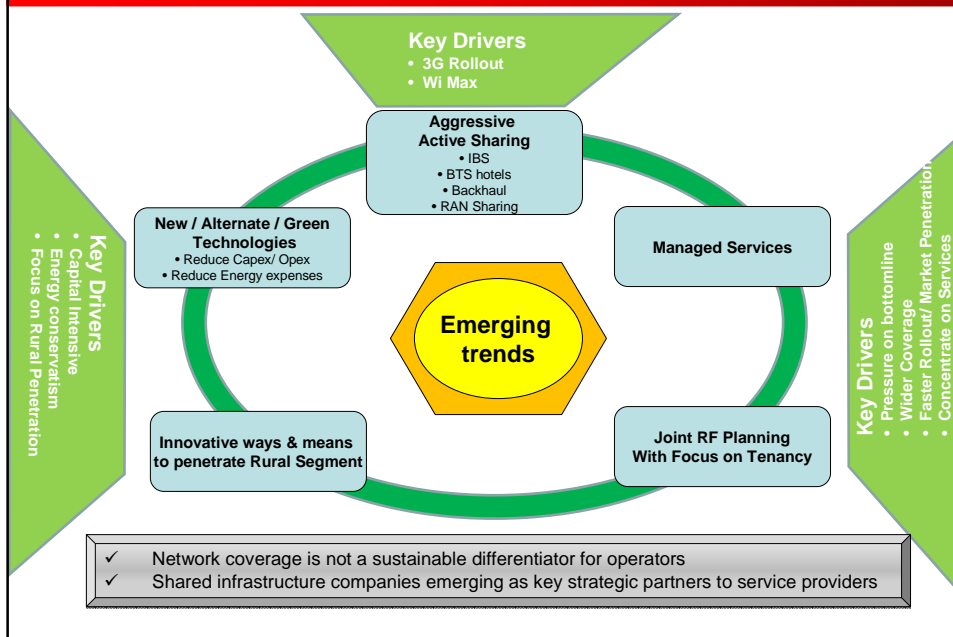 Key Drivers
• 3G Rollout
• Wi Max
Aggressive
Active Sharing
• IBS
• BTS hotels
• Backhaul
• RAN Sharing
New / Alternate / Green
Technologies
• Reduce Capex/ Opex
• Reduce Energy expenses
Managed Services
Emerging
trends
Innovative ways & means
to penetrate Rural Segment
Joint RF Planning
With Focus on Tenancy
Key Drivers
• Capital Intensive
• Energy conservatism
• Focus on Rural Penetration
Key Drivers
• Pressure on bottomline
• Wider Coverage
• Faster Rollout/ Market Penetration
• Concentrate on Services
✓ Network coverage is not a sustainable differentiator for operators
✓ Shared infrastructure companies emerging as key strategic partners to service providers